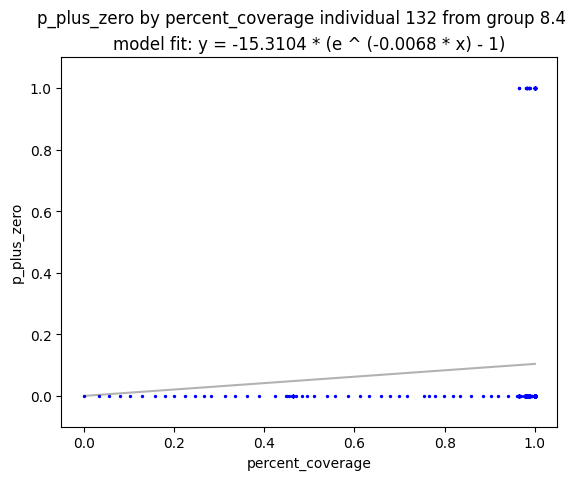 p_plus_zero by percent_coverage individual 132 from group 8.4
model fit: y = -15.3104 * (e ^ (-0.0068 * x) - 1)
1.0
0.8
0.6
0.4
0.2
0.0
p_plus_zero
0.0 0.2 0.4 0.6 0.8 1.0
percent_coverage